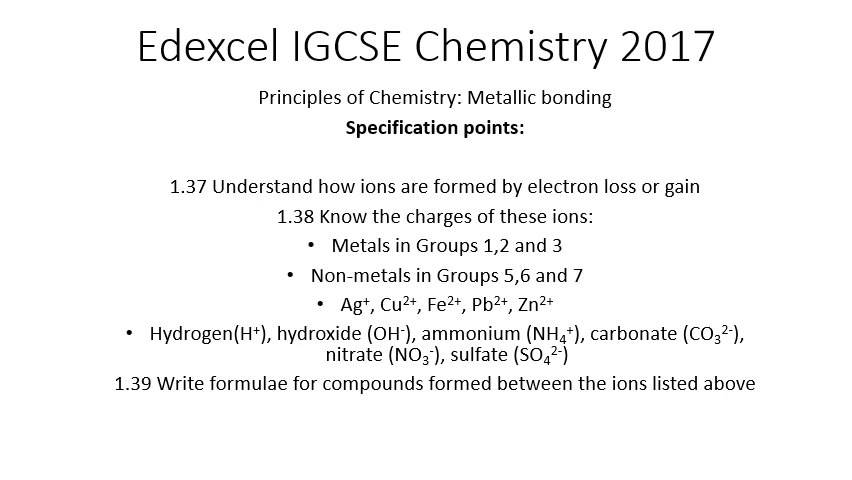 Edexcel IGCSE Chemistry 2017
Principles of Chemistry: Metallic bonding
Specification points:
1.37 Understand how ions are formed by electron loss or gain
1.38 Know the charges of these ions:
• Metals in Groups 1,2 and 3
• Non-metals in Groups 5,6 and 7
• Ag⁺, Cu²⁺, Fe²⁺, Pb²⁺, Zn²⁺
• Hydrogen(H⁺), hydroxide (OH⁻), ammonium (NH₄⁺), carbonate (CO₃²⁻),
nitrate (NO₃⁻), sulfate (SO₄²⁻)
1.39 Write formulae for compounds formed between the ions listed above